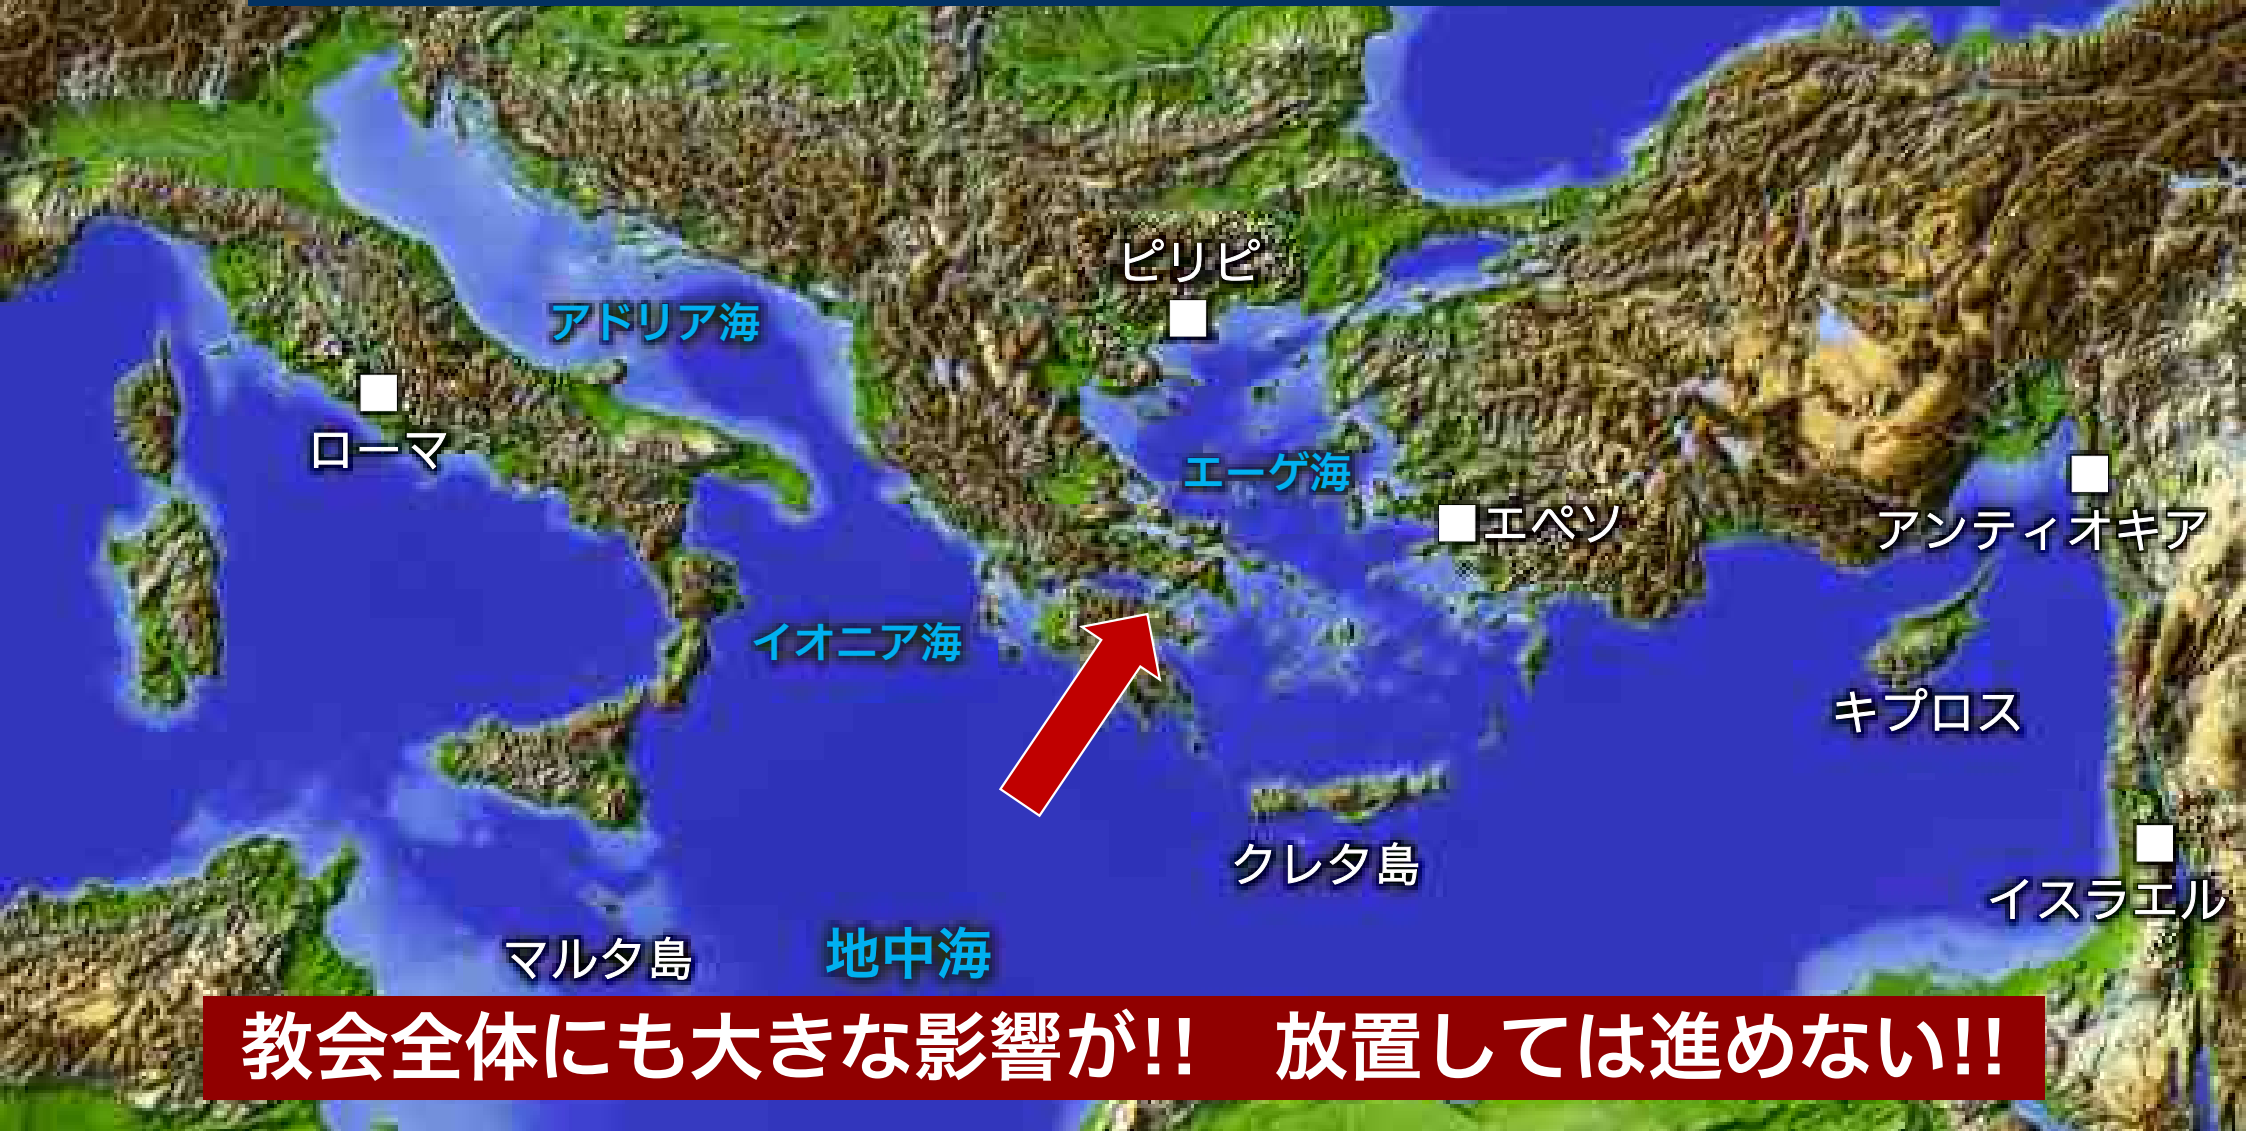 ピリピ
アドリア海
ローマ
エーゲ海
エペソ
アンティオキア
イオニア海
キプロス
クレタ島
イスラエル
マルタ島
地中海
教会全体にも大きな影響が!!　放置しては進めない!!